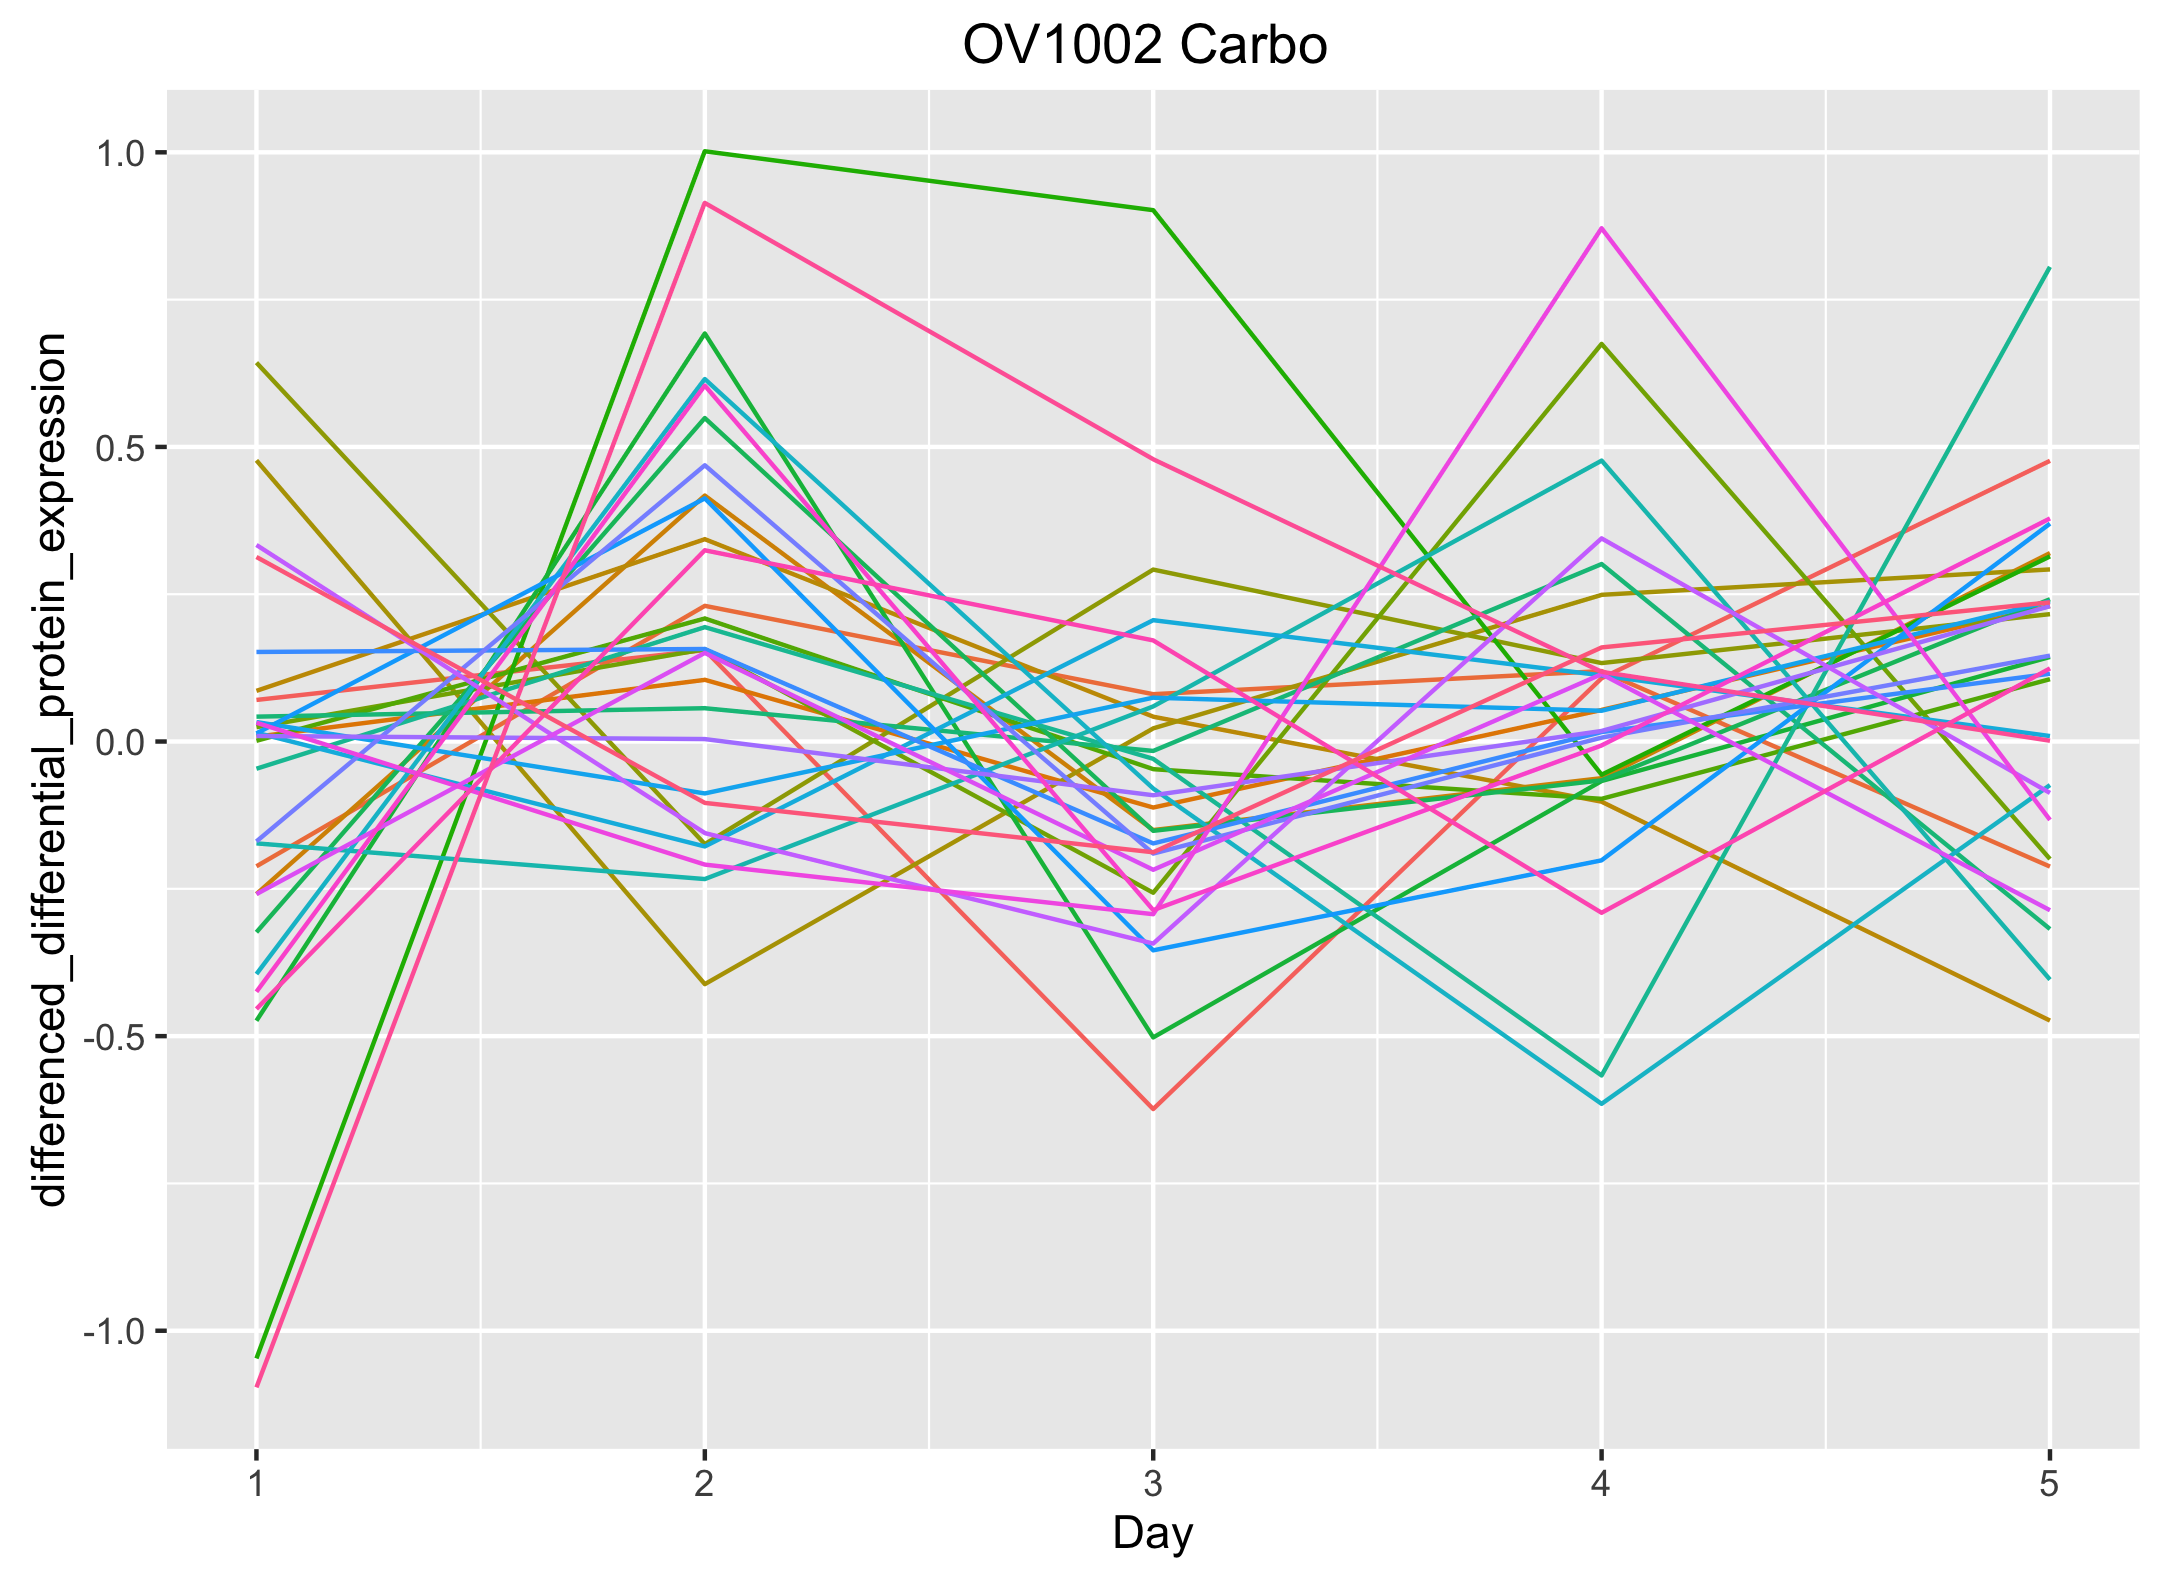 OV1002 Carbo
differenced_differential_protein_expression
1.0
0.5
0.0
-0.5
-1.0
1 2 3 4 5
Day